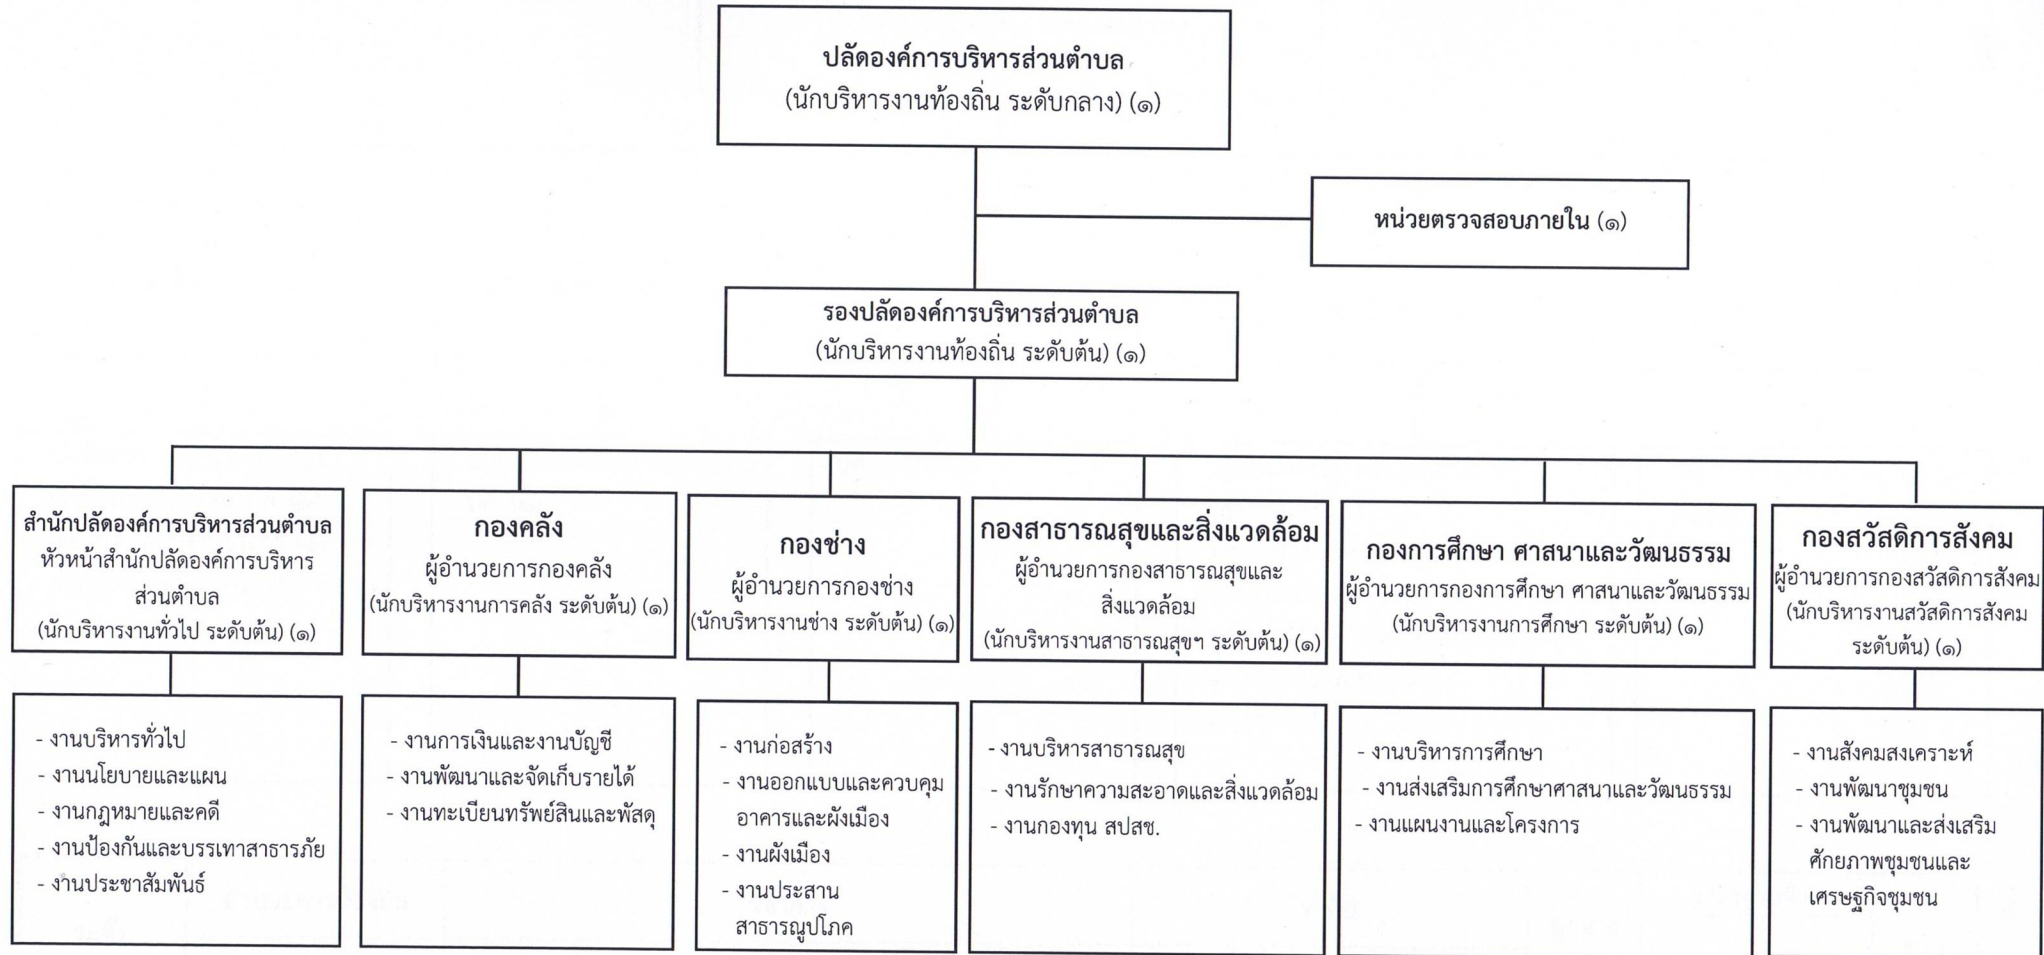 ปลัดองค์การบริหารส่วนตำบล
(นักบริหารงานท้องถิ่น ระดับกลาง) (๑)
หน่วยตรวจสอบภายใน (๑)
รองปลัดองค์การบริหารส่วนตำบล
(นักบริหารงานท้องถิ่น ระดับต้น) (๑)
สำนักปลัดองค์การบริหารส่วนตำบล
หัวหน้าสำนักปลัดองค์การบริหาร
ส่วนตำบล
(นักบริหารงานทั่วไป ระดับต้น) (๑)
กองคลัง
ผู้อำนวยการกองคลัง
(นักบริหารงานการคลัง ระดับต้น) (๑)
กองช่าง
ผู้อำนวยการกองช่าง
(นักบริหารงานช่าง ระดับต้น) (๑)
กองสาธารณสุขและสิ่งแวดล้อม
ผู้อำนวยการกองสาธารณสุขและ
สิ่งแวดล้อม
(นักบริหารงานสาธารณสุขฯ ระดับต้น) (๑)
กองการศึกษา ศาสนาและวัฒนธรรม
ผู้อำนวยการกองการศึกษา ศาสนาและวัฒนธรรม
(นักบริหารงานการศึกษา ระดับต้น) (๑)
กองสวัสดิการสังคม
ผู้อำนวยการกองสวัสดิการสังคม
(นักบริหารงานสวัสดิการสังคม
ระดับต้น) (๑)
- งานบริหารทั่วไป
- งานนโยบายและแผน
- งานกฎหมายและคดี
- งานป้องกันและบรรเทาสาธารภัย
- งานประชาสัมพันธ์
- งานการเงินและงานบัญชี
- งานพัฒนาและจัดเก็บรายได้
- งานทะเบียนทรัพย์สินและพัสดุ
- งานก่อสร้าง
- งานออกแบบและควบคุม
อาคารและผังเมือง
- งานผังเมือง
- งานประสาน
สาธารณูปโภค
- งานบริหารสาธารณสุข
- งานรักษาความสะอาดและสิ่งแวดล้อม
- งานกองทุน สปสช.
- งานบริหารการศึกษา
- งานส่งเสริมการศึกษาศาสนาและวัฒนธรรม
- งานแผนงานและโครงการ
- งานสังคมสงเคราะห์
- งานพัฒนาชุมชน
- งานพัฒนาและส่งเสริม
ศักยภาพชุมชนและ
เศรษฐกิจชุมชน